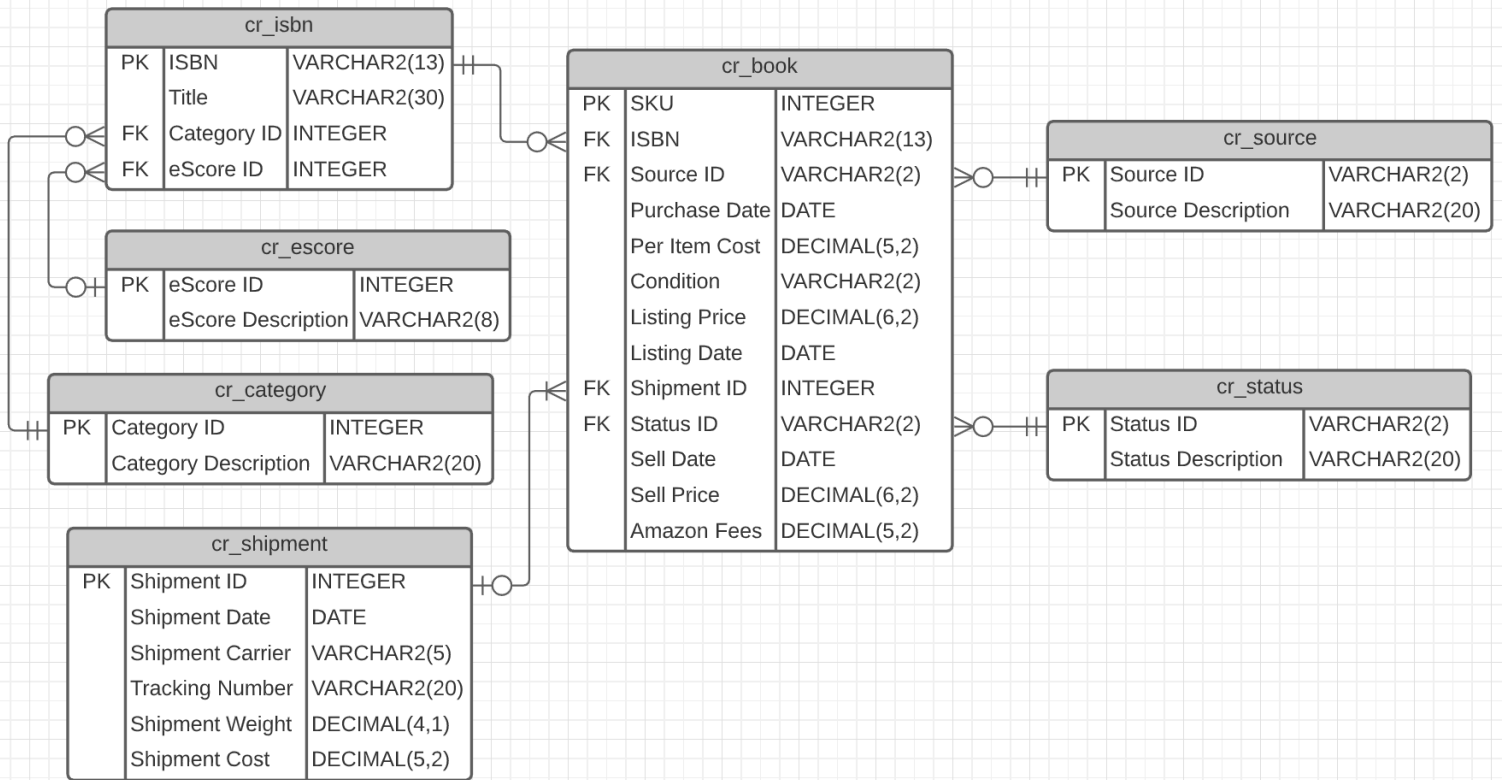 cr_isbn
PK ISBN VARCHAR2(13)
Title VARCHAR2(30)
FK Category ID INTEGER
FK eScore ID INTEGER
cr_escore
PK eScore ID INTEGER
eScore Description VARCHAR2(8)
cr_category
PK Category ID INTEGER
Category Description VARCHAR2(20)
cr_shipment
PK Shipment ID INTEGER
Shipment Date DATE
Shipment Carrier VARCHAR2(5)
Tracking Number VARCHAR2(20)
Shipment Weight DECIMAL(4,1)
Shipment Cost DECIMAL(5,2)
cr_book
PK SKU INTEGER
FK ISBN VARCHAR2(13)
FK Source ID VARCHAR2(2)
Purchase Date DATE
Per Item Cost DECIMAL(5,2)
Condition VARCHAR2(2)
Listing Price DECIMAL(6,2)
Listing Date DATE
FK Shipment ID INTEGER
FK Status ID VARCHAR2(2)
Sell Date DATE
Sell Price DECIMAL(6,2)
Amazon Fees DECIMAL(5,2)
cr_source
PK Source ID VARCHAR2(2)
Source Description VARCHAR2(20)
cr_status
PK Status ID VARCHAR2(2)
Status Description VARCHAR2(20)